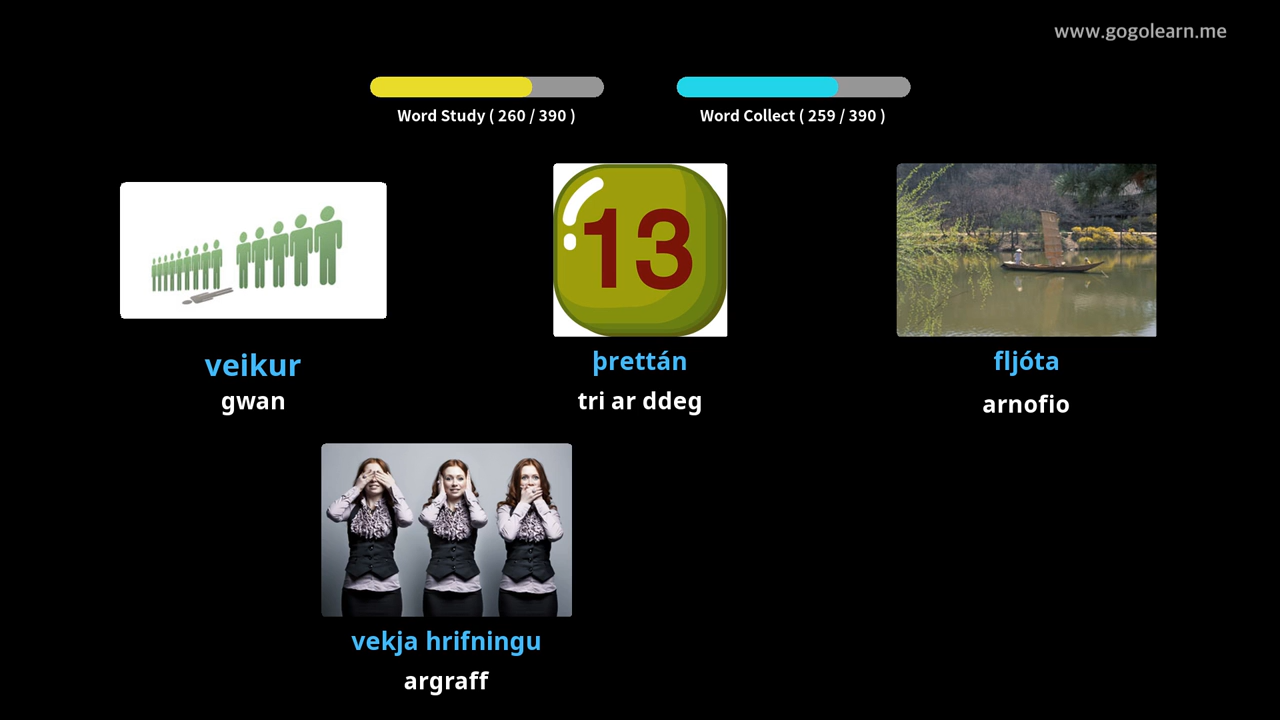 www.gogolearn.me
Word Study ( 260 / 390 )
Word Collect ( 259 / 390 )
13
veikur
gwan
þrettán
tri ar ddeg
fljóta
arnofio
vekja hrifningu
argraff